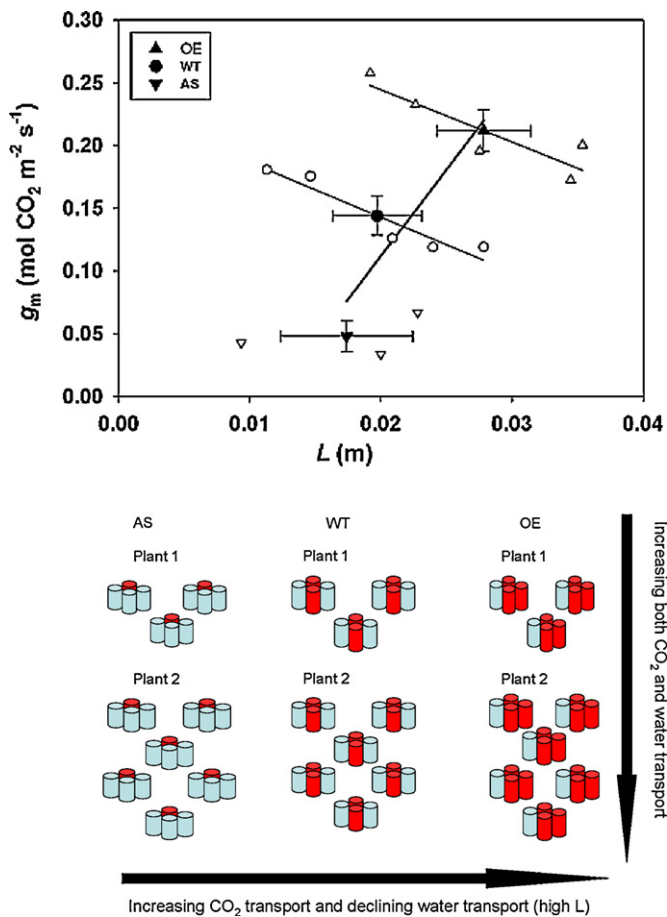 OE
WT
AS
0.30
0.25
0.20
0.15
0.10
0.05
0.00
gm (mol CO2 m-2 s-1)
0.00 0.01 0.02 0.03 0.04
L (m)
AS WT OE
Plant 1 Plant 1 Plant 1
Plant 2 Plant 2 Plant 2
Increasing both CO2 and water transport
Increasing CO2 transport and declining water transport (high L)